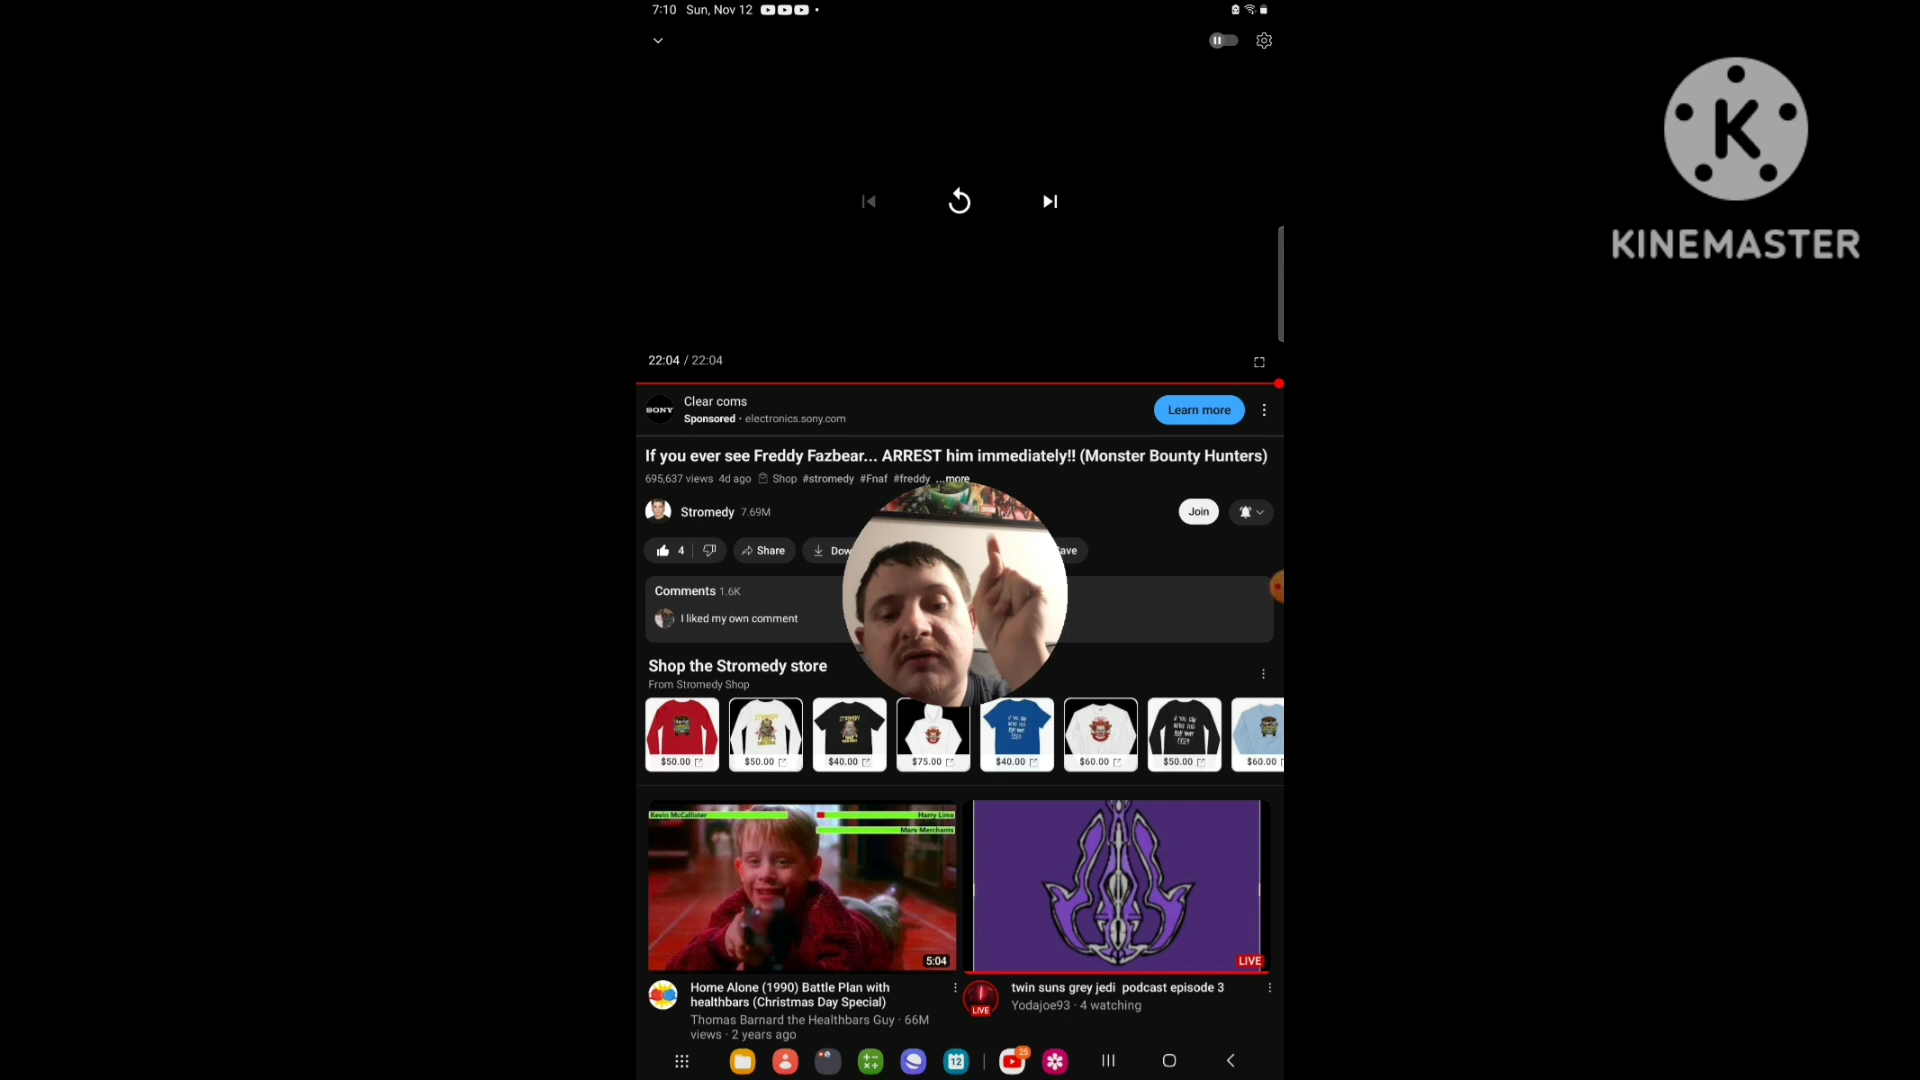 7:10 Sun, Nov 12
KINEMASTER
22:04 / 22:04
SONY
Clear coms
Sponsored · electronics.sony.com
Learn more
If you ever see Freddy Fazbear... ARREST him immediately!! (Monster Bounty Hunters)
695,637 views 4d ago Shop #stromedy #Fnaf #freddy ...more
Stromedy 7.69M
Join
4 Share
Comments 1.6K
I liked my own comment
Shop the Stromedy store
From Stromedy Shop
$50.00 $50.00 $40.00 $75.00 $40.00 $60.00 $50.00 $60.00
Kevin McCallister
Harry Lime
Marv Merchants
5:04
LIVE
Home Alone (1990) Battle Plan with
healthbars (Christmas Day Special)
Thomas Barnard the Healthbars Guy · 66M
views · 2 years ago
twin suns grey jedi podcast episode 3
Yodajoe93 · 4 watching
LIVE
12
25